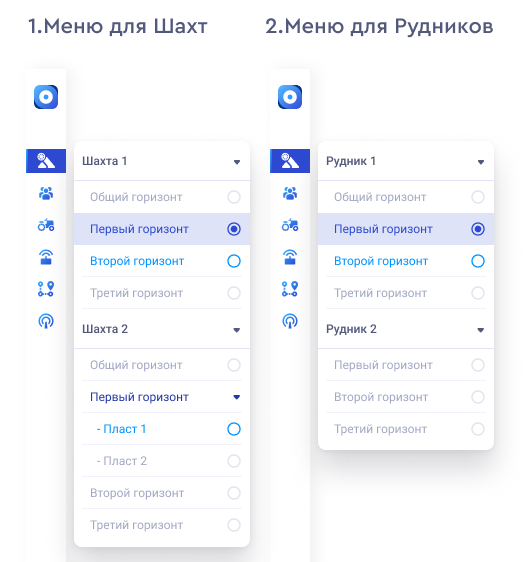 1.Меню для Шахт
Шахта 1
Общий горизонт
Первый горизонт
Второй горизонт
Третий горизонт
Шахта 2
Общий горизонт
Первый горизонт
- Пласт 1
- Пласт 2
Второй горизонт
Третий горизонт
2.Меню для Рудников
Рудник 1
Общий горизонт
Первый горизонт
Второй горизонт
Третий горизонт
Рудник 2
Первый горизонт
Второй горизонт
Третий горизонт